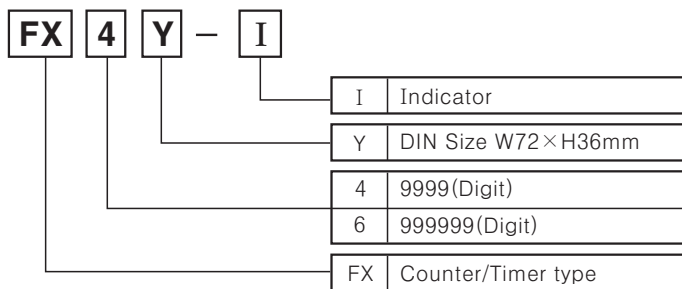 FX 4 Y - I
I Indicator
Y DIN Size W72×H36mm
4 9999(Digit)
6 999999(Digit)
FX Counter/Timer type